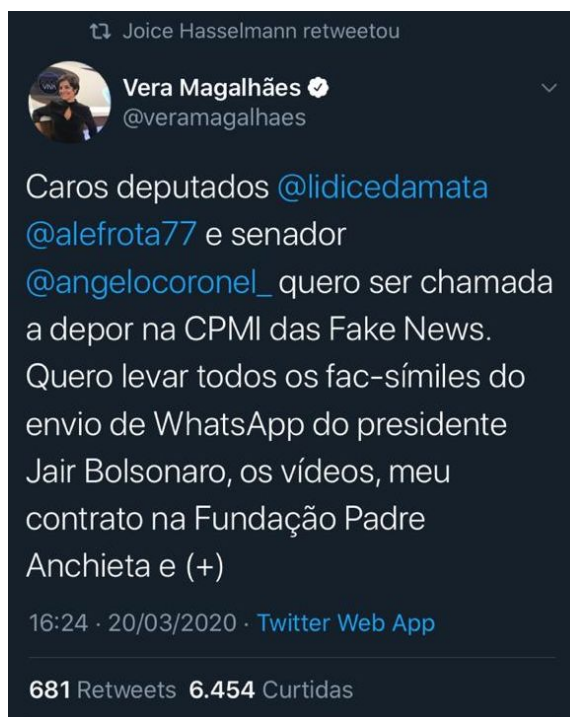 Joice Hasselmann retweetou
Vera Magalhães
@veramagalhaes
Caros deputados @lidicedamata
@alefrota77 e senador
@angelocoronel_ quero ser chamada
a depor na CPMI das Fake News.
Quero levar todos os fac-símiles do
envio de WhatsApp do presidente
Jair Bolsonaro, os vídeos, meu
contrato na Fundação Padre
Anchieta e (+)
16:24 · 20/03/2020 · Twitter Web App
681 Retweets 6.454 Curtidas